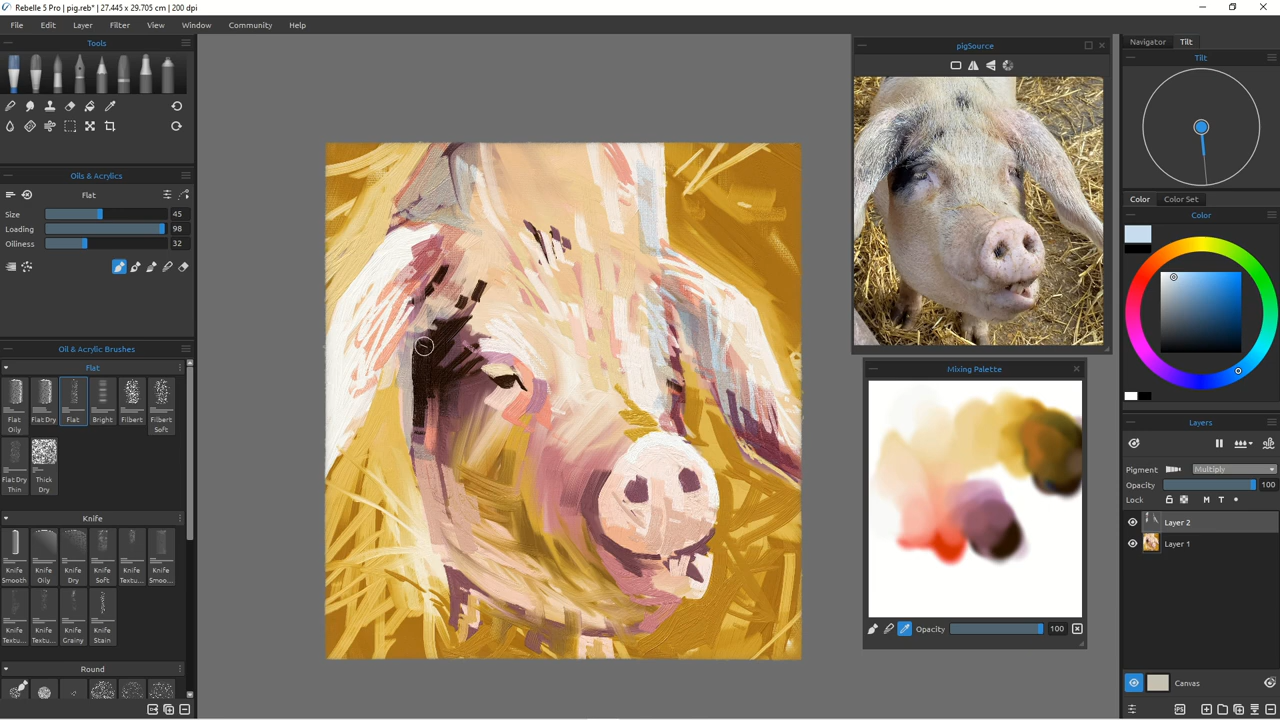 Rebelle 5 Pro | pig.reb* | 27.445 x 29.705 cm | 200 dpi
File Edit Layer Filter View Window Community Help
Tools
Oils & Acrylics
Flat
Size 45
Loading 98
Oiliness 32
Oil & Acrylic Brushes
Flat
Flat Oily
Flat Dry
Flat
Bright
Filbert
Filbert Soft
Flat Dry Thin
Thick Dry
Knife
Knife Smooth
Knife Oily
Knife Dry
Knife Soft
Knife Textu...
Knife Smoo...
Knife Textu...
Knife Textu...
Knife Grainy
Knife Stain
Round
pigSource
Mixing Palette
Opacity 100
Navigator Tilt
Tilt
Color Color Set
Color
Layers
Pigment Multiply
Opacity 100
Lock M T
Layer 2
Layer 1
Canvas
PS